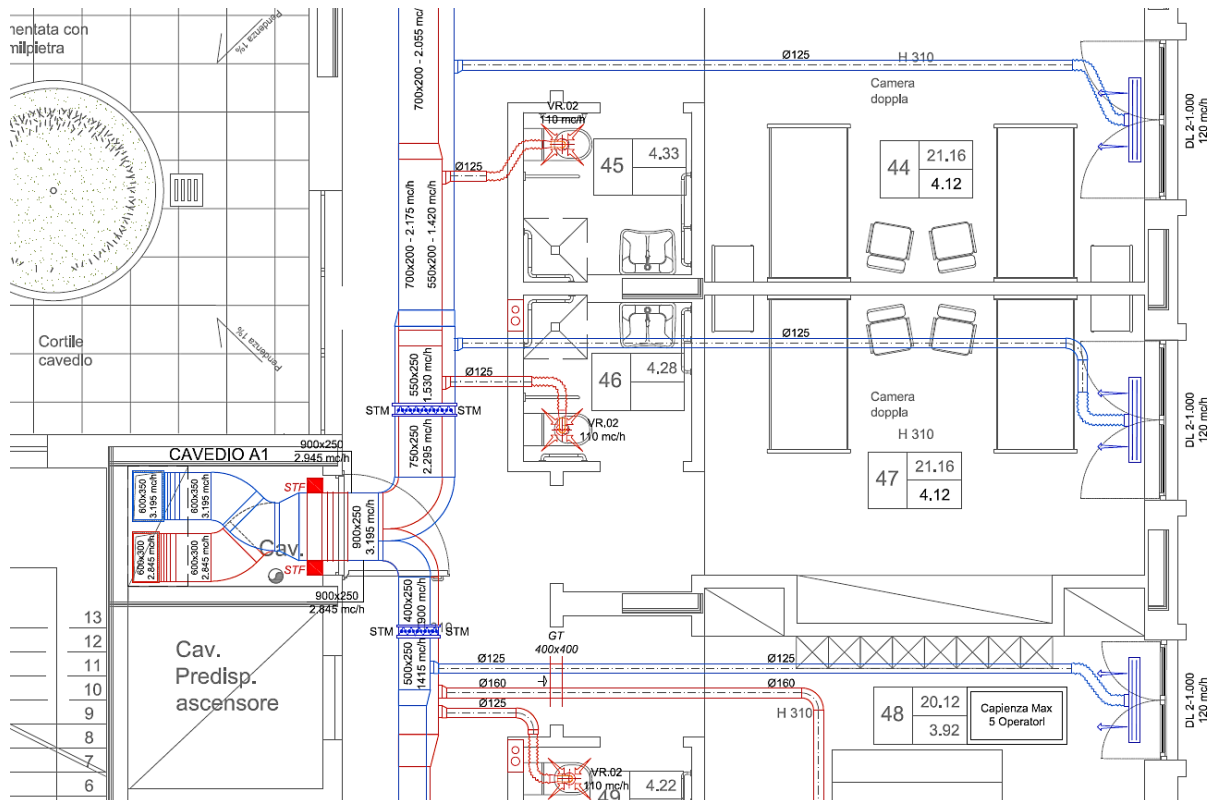 nentata con
milpietra
Pendenza 1%
700x200 - 2.055 mc/h
Ø125
H 310
Camera
doppla
DL 2-1.000
120 mc/h
VR.02
110 mc/h
45
4.33
44
21.16
4.12
Ø125
700x200 - 2.175 mc/h
550x200 - 1.420 mc/h
Cortile
cavedio
Pendenza 1%
Ø125
550x250
1.530 mc/h
Ø125
46
4.28
Camera
doppla
H 310
DL 2-1.000
120 mc/h
STM
STM
VR.02
110 mc/h
750x250
2.295 mc/h
CAVEDIO A1
900x250
2.945 mc/h
47
21.16
4.12
600x350
3.195 mc/h
600x350
3.195 mc/h
STF
900x250
3.195 mc/h
600x300
2.845 mc/h
600x300
2.845 mc/h
Cav.
STF
900x250
2.845 mc/h
400x250
1900 mc/h
STM
STM
GT
400x400
500x250
1415 mc/h
Ø125
Ø125
Ø160
Ø160
Ø125
H 310
48
20.12
3.92
Capienza Max
5 Operatori
DL 2-1.000
120 mc/h
Cav.
Predisp.
ascensore
13
12
11
10
9
8
7
6
VR.02
110 mc/h
49
4.22